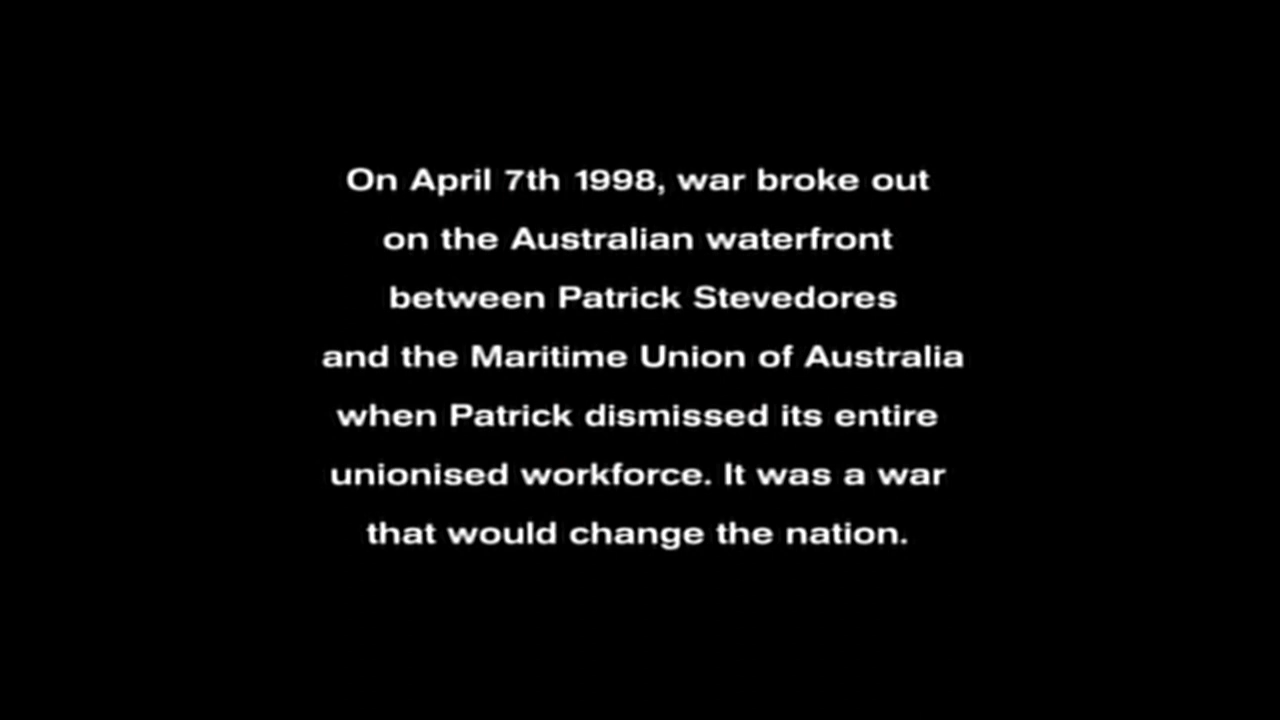 On April 7th 1998, war broke out
on the Australian waterfront
between Patrick Stevedores
and the Maritime Union of Australia
when Patrick dismissed its entire
unionised workforce. It was a war
that would change the nation.